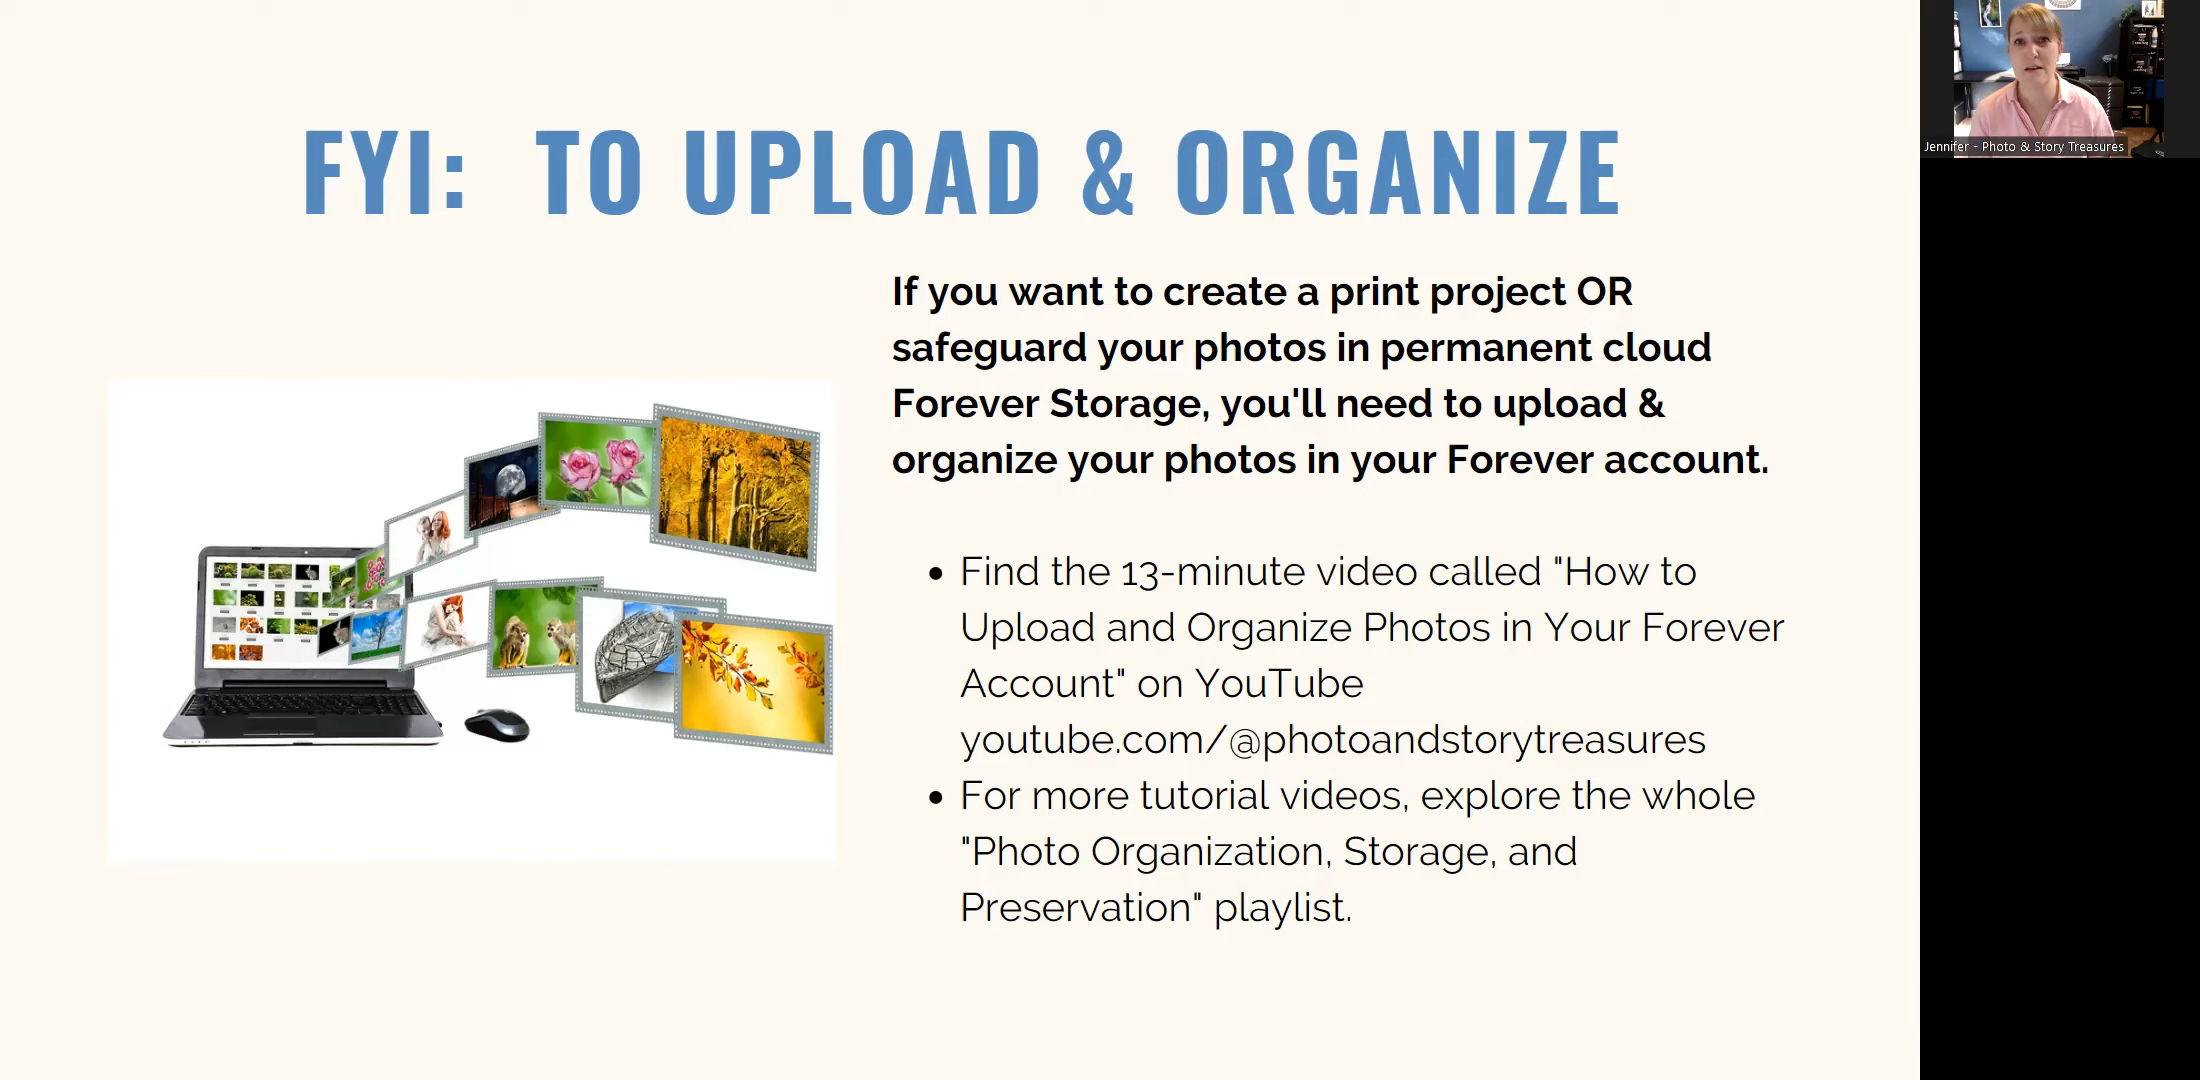 FYI: TO UPLOAD & ORGANIZE
If you want to create a print project OR
safeguard your photos in permanent cloud
Forever Storage, you'll need to upload &
organize your photos in your Forever account.
• Find the 13-minute video called "How to
Upload and Organize Photos in Your Forever
Account" on YouTube
youtube.com/@photoandstorytreasures
• For more tutorial videos, explore the whole
"Photo Organization, Storage, and
Preservation" playlist.
Jennifer - Photo & Story Treasures